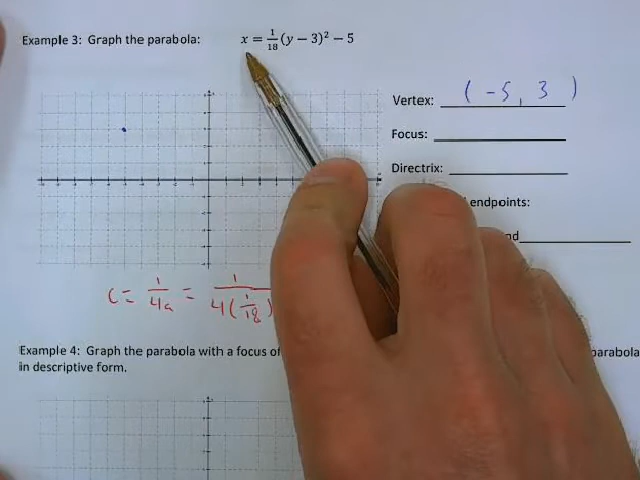 Example 3: Graph the parabola: x = 1/18 (y − 3)² − 5
Vertex: ( -5, 3 )
Focus:
Directrix:
endpoints:
c = 1/4a = 1/4(1/18)
Example 4: Graph the parabola with a focus of parabola
in descriptive form.